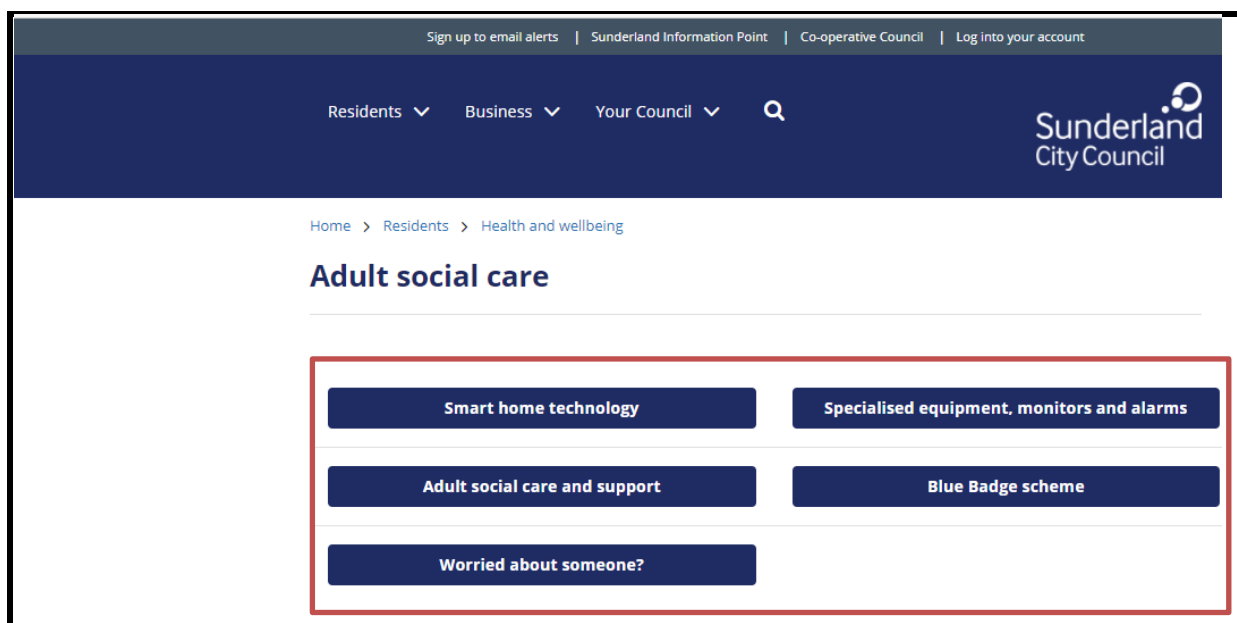 Sign up to email alerts | Sunderland Information Point | Co-operative Council | Log into your account
Residents Business Your Council
Sunderland
City Council
Home > Residents > Health and wellbeing
Adult social care
Smart home technology Specialised equipment, monitors and alarms
Adult social care and support Blue Badge scheme
Worried about someone?